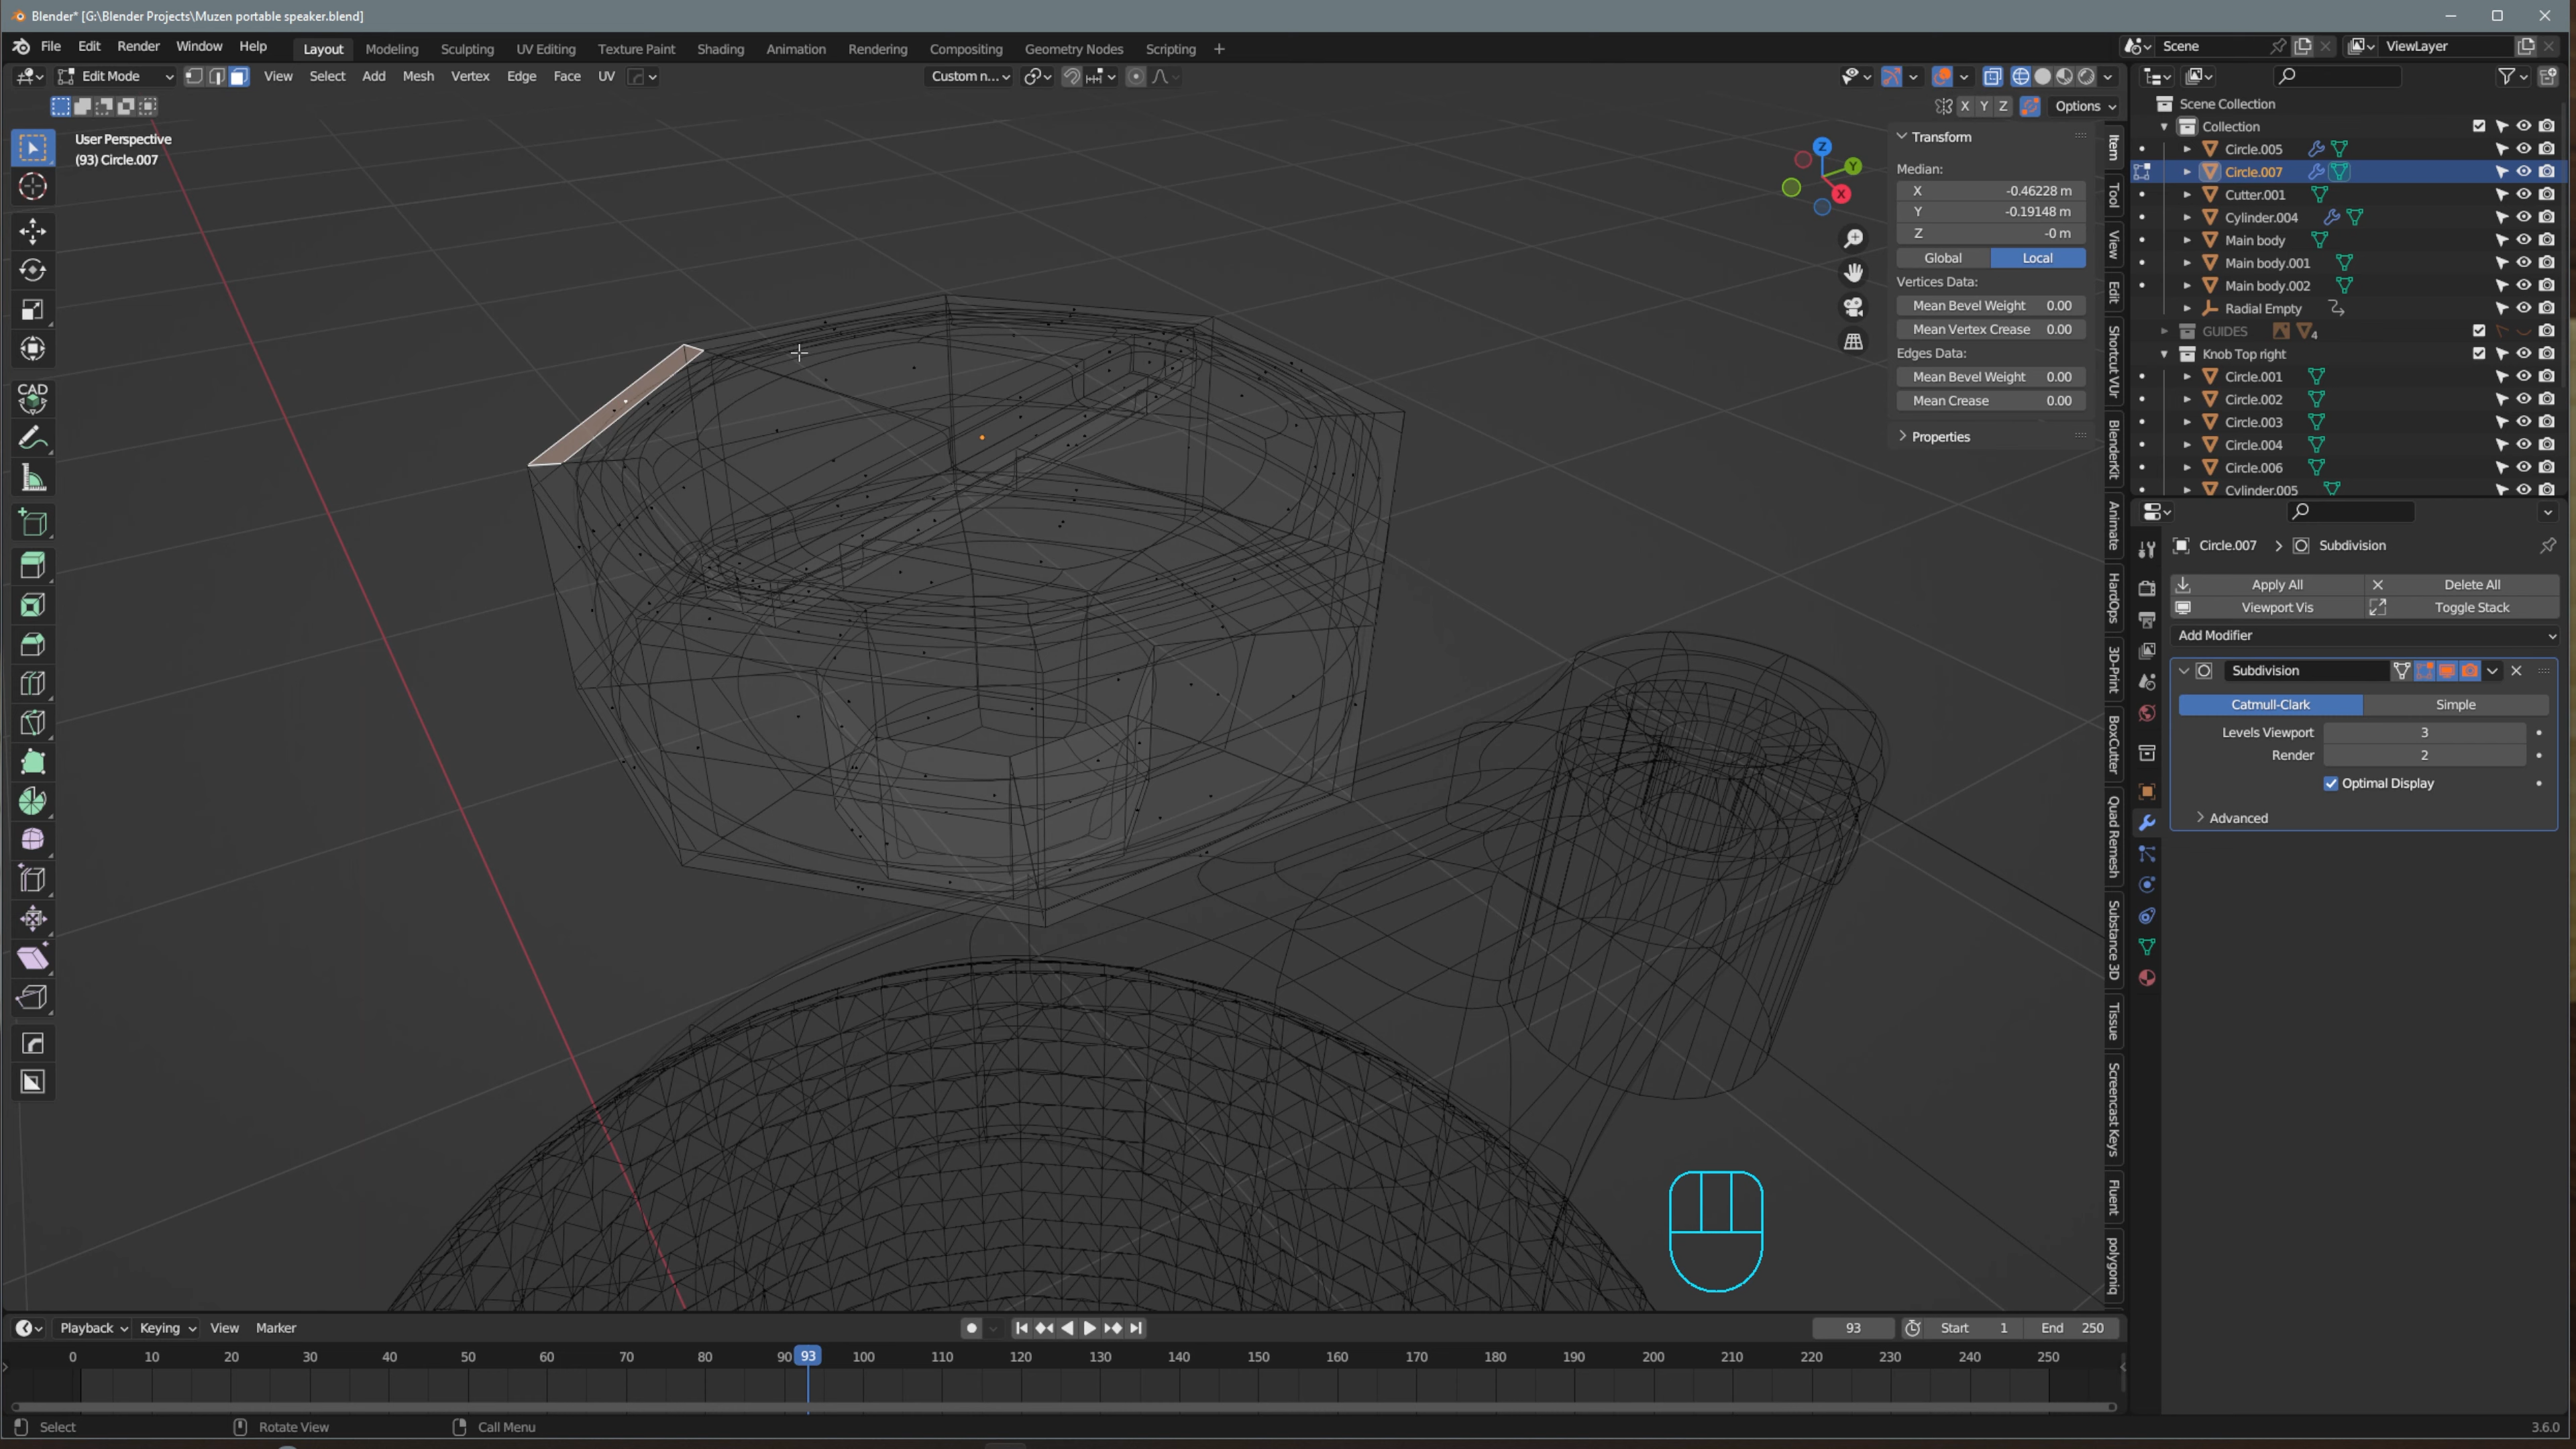 Blender* [G:\Blender Projects\Muzen portable speaker.blend]
File Edit Render Window Help Layout Modeling Sculpting UV Editing Texture Paint Shading Animation Rendering Compositing Geometry Nodes Scripting + Scene ViewLayer
Edit Mode View Select Add Mesh Vertex Edge Face UV Custom n...
X Y Z Options
User Perspective
(93) Circle.007
CAD
Z
Y
X
Transform
Median:
X -0.46228 m
Y -0.19148 m
Z -0 m
Global Local
Vertices Data:
Mean Bevel Weight 0.00
Mean Vertex Crease 0.00
Edges Data:
Mean Bevel Weight 0.00
Mean Crease 0.00
Properties
Item
Tool
View
Edit
Shortcut VUr
BlenderKit
Animate
HardOps
3D-Print
BoxCutter
Quad Remesh
Substance 3D
Tissue
Screencast Keys
Fluent
polygoniq
Scene Collection
Collection
Circle.005
Circle.007
Cutter.001
Cylinder.004
Main body
Main body.001
Main body.002
Radial Empty
GUIDES 4
Knob Top right
Circle.001
Circle.002
Circle.003
Circle.004
Circle.006
Cylinder.005
Circle.007 > Subdivision
Apply All Delete All
Viewport Vis Toggle Stack
Add Modifier
Subdivision
Catmull-Clark Simple
Levels Viewport 3
Render 2
Optimal Display
Advanced
Playback Keying View Marker 93 Start 1 End 250
0 10 20 30 40 50 60 70 80 90 93 100 110 120 130 140 150 160 170 180 190 200 210 220 230 240 250
Select Rotate View Call Menu 3.6.0